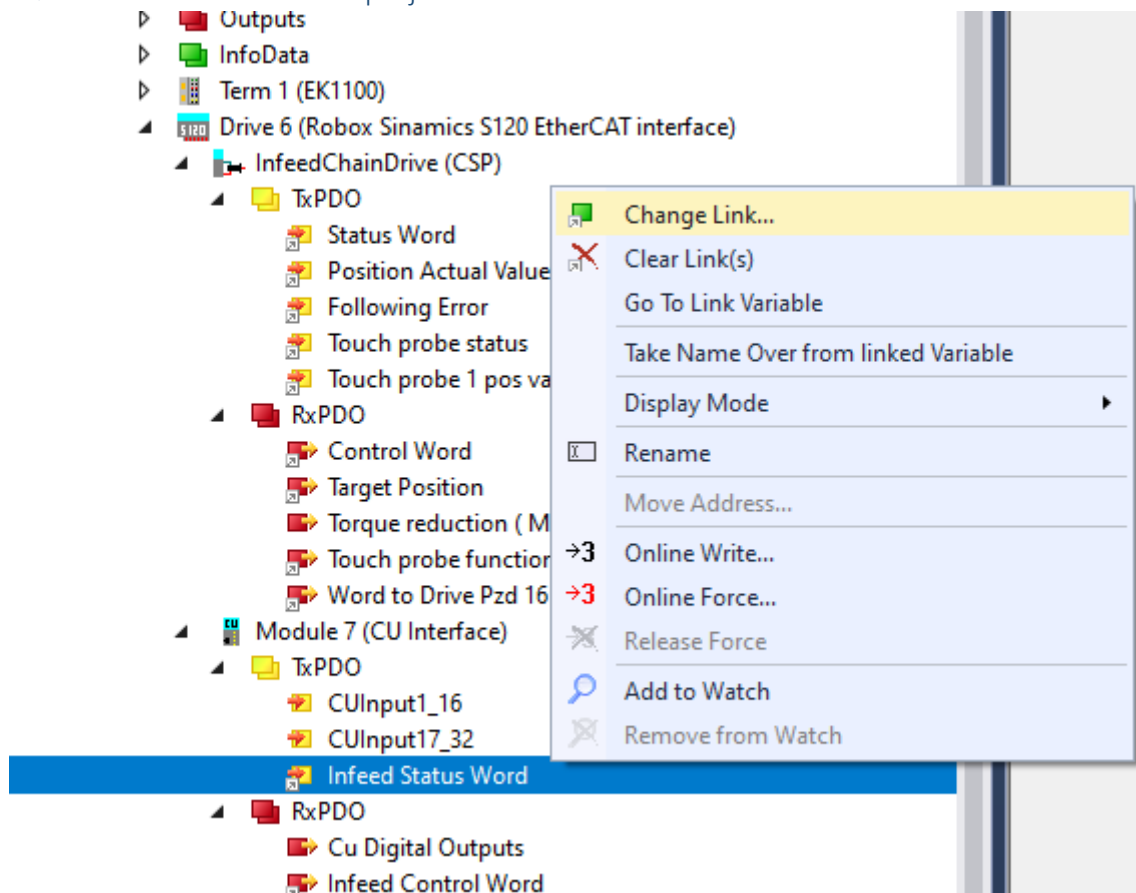 Outputs
InfoData
Term 1 (EK1100)
S120 Drive 6 (Robox Sinamics S120 EtherCAT interface)
InfeedChainDrive (CSP)
TxPDO
Status Word
Position Actual Value
Following Error
Touch probe status
Touch probe 1 pos va
RxPDO
Control Word
Target Position
Torque reduction ( M
Touch probe function
Word to Drive Pzd 16
CU Module 7 (CU Interface)
TxPDO
CUInput1_16
CUInput17_32
Infeed Status Word
RxPDO
Cu Digital Outputs
Infeed Control Word
Change Link...
Clear Link(s)
Go To Link Variable
Take Name Over from linked Variable
Display Mode
Rename
Move Address...
→3 Online Write...
→3 Online Force...
Release Force
Add to Watch
Remove from Watch